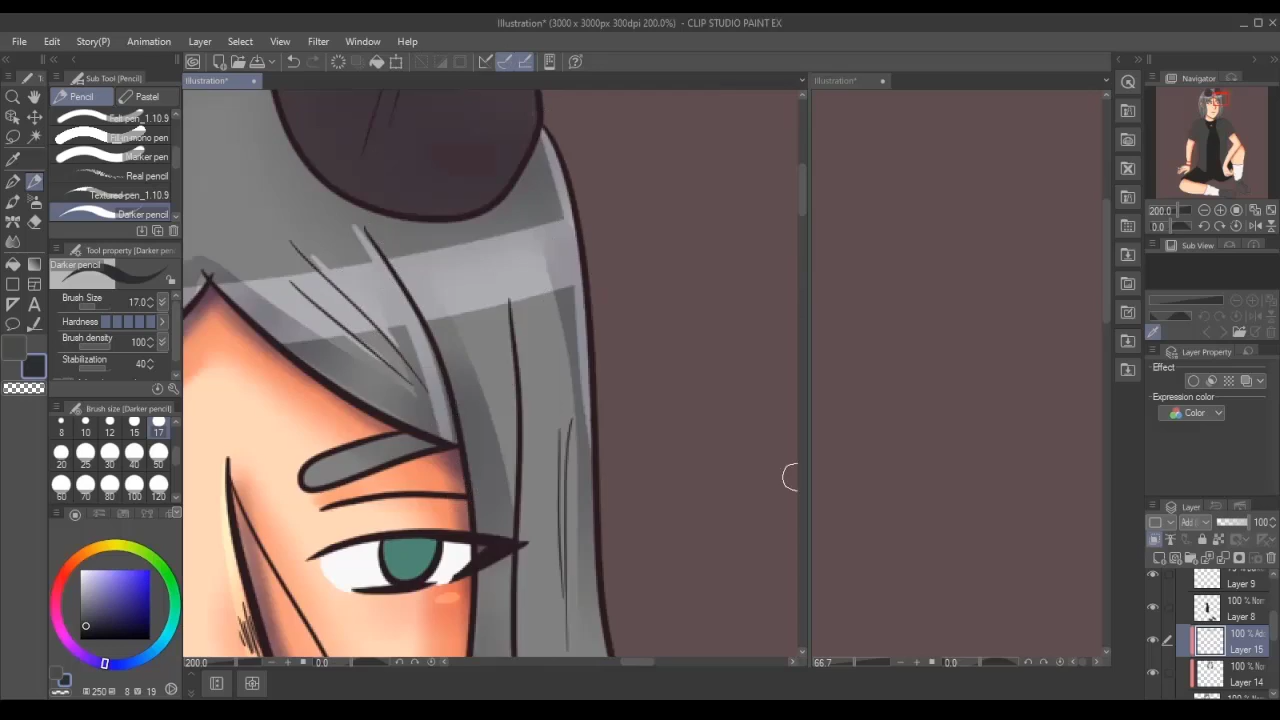 Illustration* (3000 x 3000px 300dpi 200.0%) - CLIP STUDIO PAINT EX
File Edit Story(P) Animation Layer Select View Filter Window Help
Sub Tool [Pencil]
Pencil Pastel
Felt pen_1.10.9
Fill in mono pen
Marker pen
Real pencil
Textured pen_1.10.9
Darker pencil
Tool property [Darker pen
Darker pencil
Brush Size 17.0
Hardness
Brush density 100
Stabilization 40
Brush size [Darker pencil]
8 10 12 15 17
20 25 30 40 50
60 70 80 100 120
250 8 V 19
Illustration*
Illustration*
200.0 0.0
66.7 0.0
Navigator
200.0
0.0
Sub View
Layer Property
Effect
Expression color
Color
Layer
Add 100
Layer 9
100 % Nor
Layer 8
100 % Ad
Layer 15
100 % No
Layer 14